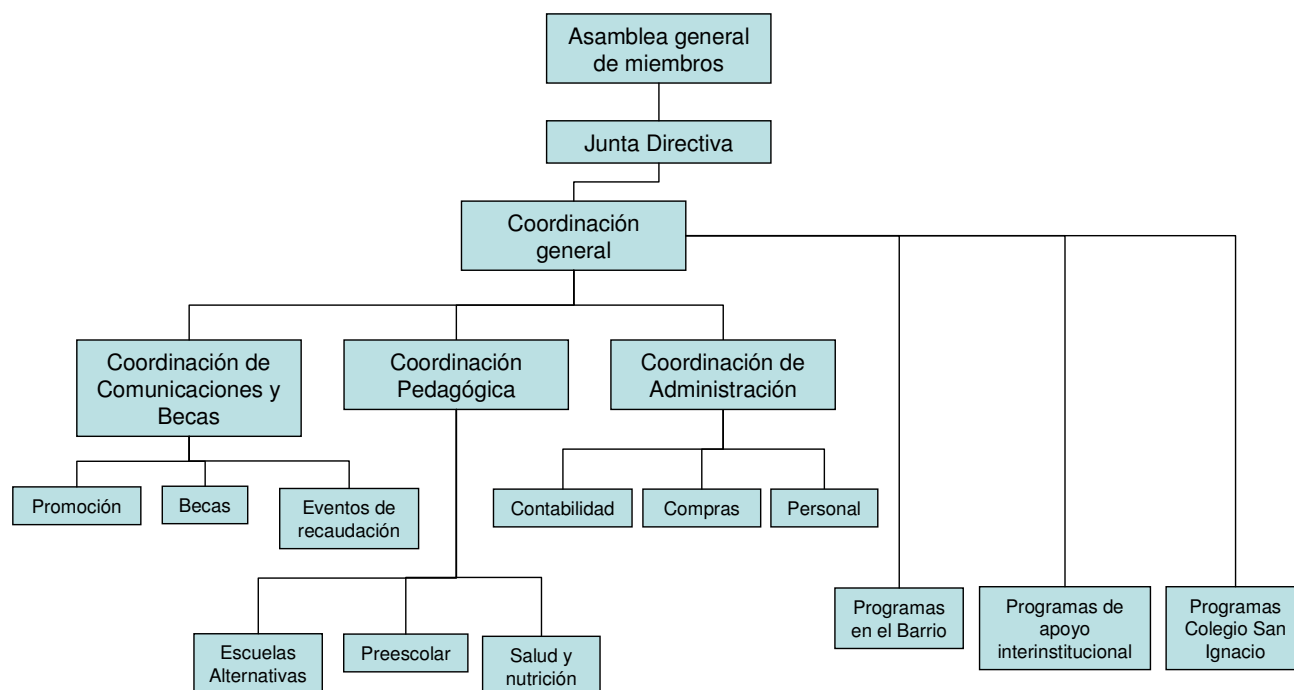 Asamblea general
de miembros
Junta Directiva
Coordinación
general
Coordinación de
Comunicaciones y
Becas
Coordinación
Pedagógica
Coordinación de
Administración
Promoción
Becas
Eventos de
recaudación
Contabilidad
Compras
Personal
Escuelas
Alternativas
Preescolar
Salud y
nutrición
Programas
en el Barrio
Programas de
apoyo
interinstitucional
Programas
Colegio San
Ignacio